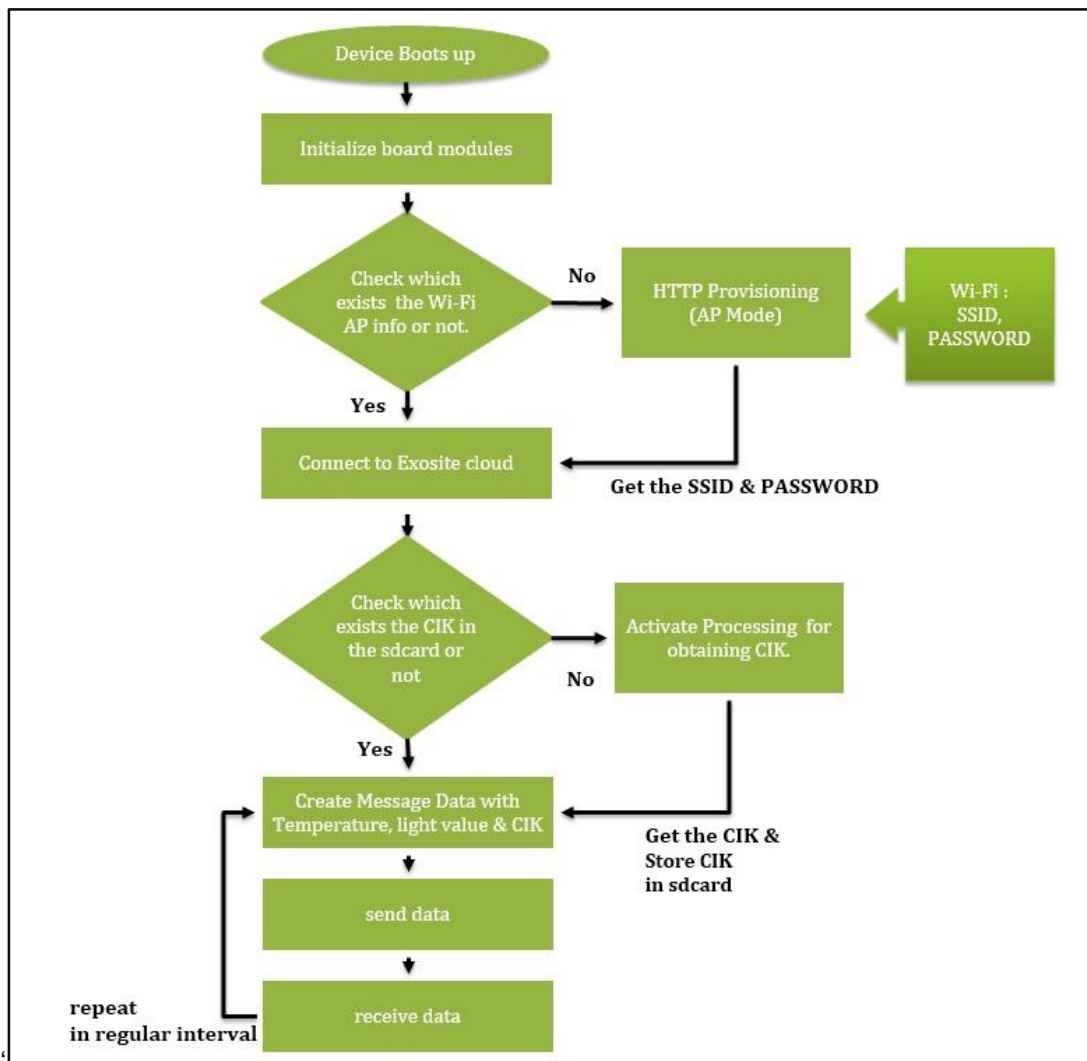 Device Boots up
Initialize board modules
Check which
exists the Wi-Fi
AP info or not.
No
HTTP Provisioning
(AP Mode)
Wi-Fi :
SSID,
PASSWORD
Yes
Connect to Exosite cloud
Get the SSID & PASSWORD
Check which
exists the CIK in
the sdcard or
not
No
Activate Processing for
obtaining CIK.
Yes
Create Message Data with
Temperature, light value & CIK
Get the CIK &
Store CIK
in sdcard
send data
receive data
repeat
in regular interval
‘